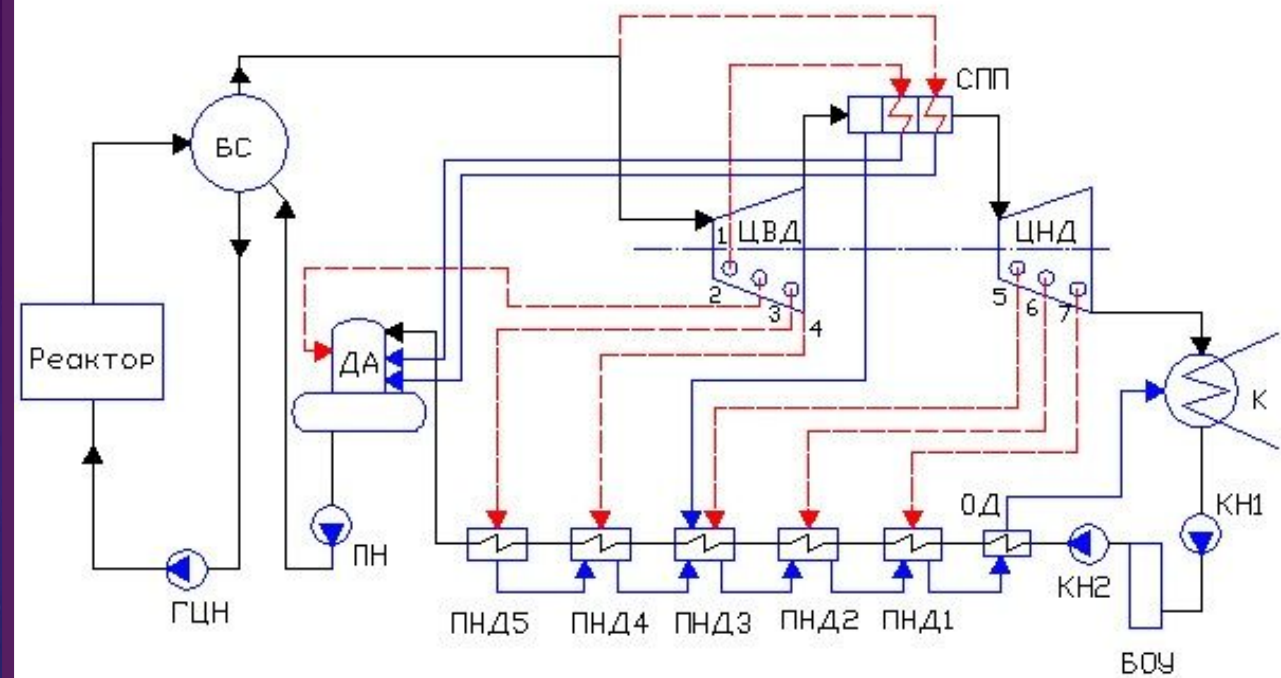 СПП
БС
1 ЦВД
ЦНД
2
3
4
5
6
7
Реактор
ДА
К
ОД
КН1
ПН
КН2
ГЦН
ПНД5
ПНД4
ПНД3
ПНД2
ПНД1
БОУ